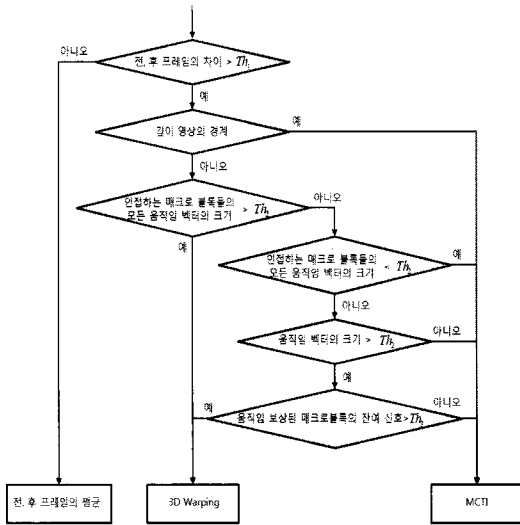 아니오
전, 후 프레임의 차이 > Th₁
예
깊이 영상의 경계
예
아니오
인접하는 매크로 블록들의
모든 움직임 벡터의 크기 > Th₂
아니오
예
인접하는 매크로 블록들의
모든 움직임 벡터의 크기 <
예
아니오
움직임 벡터의 크기 >
아니오
예
예
움직임 보상된 매크로블록의 잔여 신호>
아니오
전, 후 프레임의 평균
3D Warping
MCTI